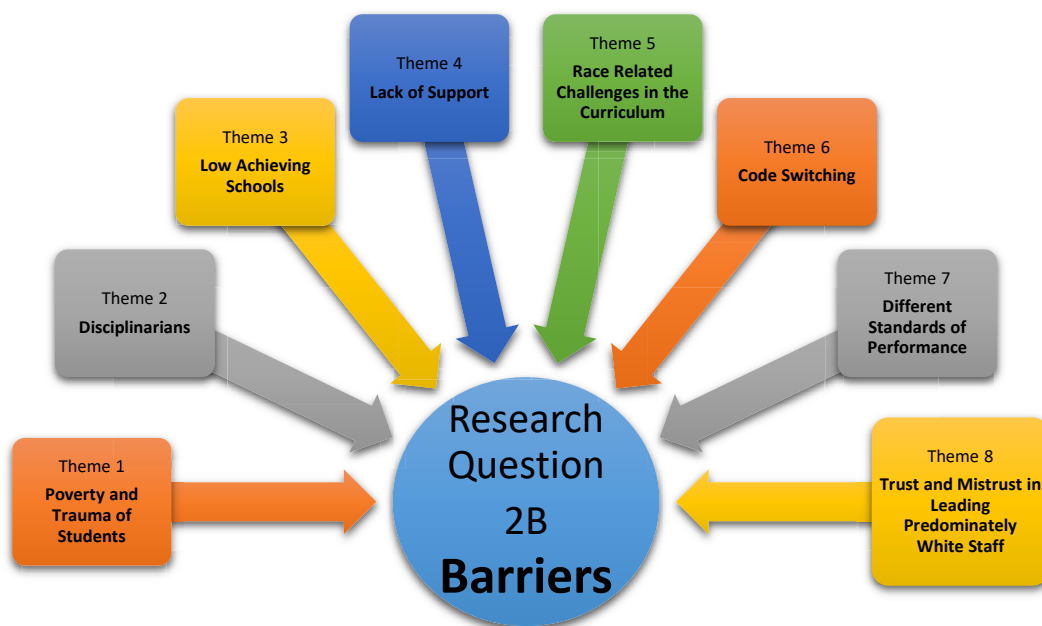 Theme 1
Poverty and
Trauma of
Students
Theme 2
Disciplinarians
Theme 3
Low Achieving
Schools
Theme 4
Lack of Support
Theme 5
Race Related
Challenges in the
Curriculum
Theme 6
Code Switching
Theme 7
Different
Standards of
Performance
Theme 8
Trust and Mistrust in
Leading
Predominately
White Staff
Research
Question
2B
Barriers